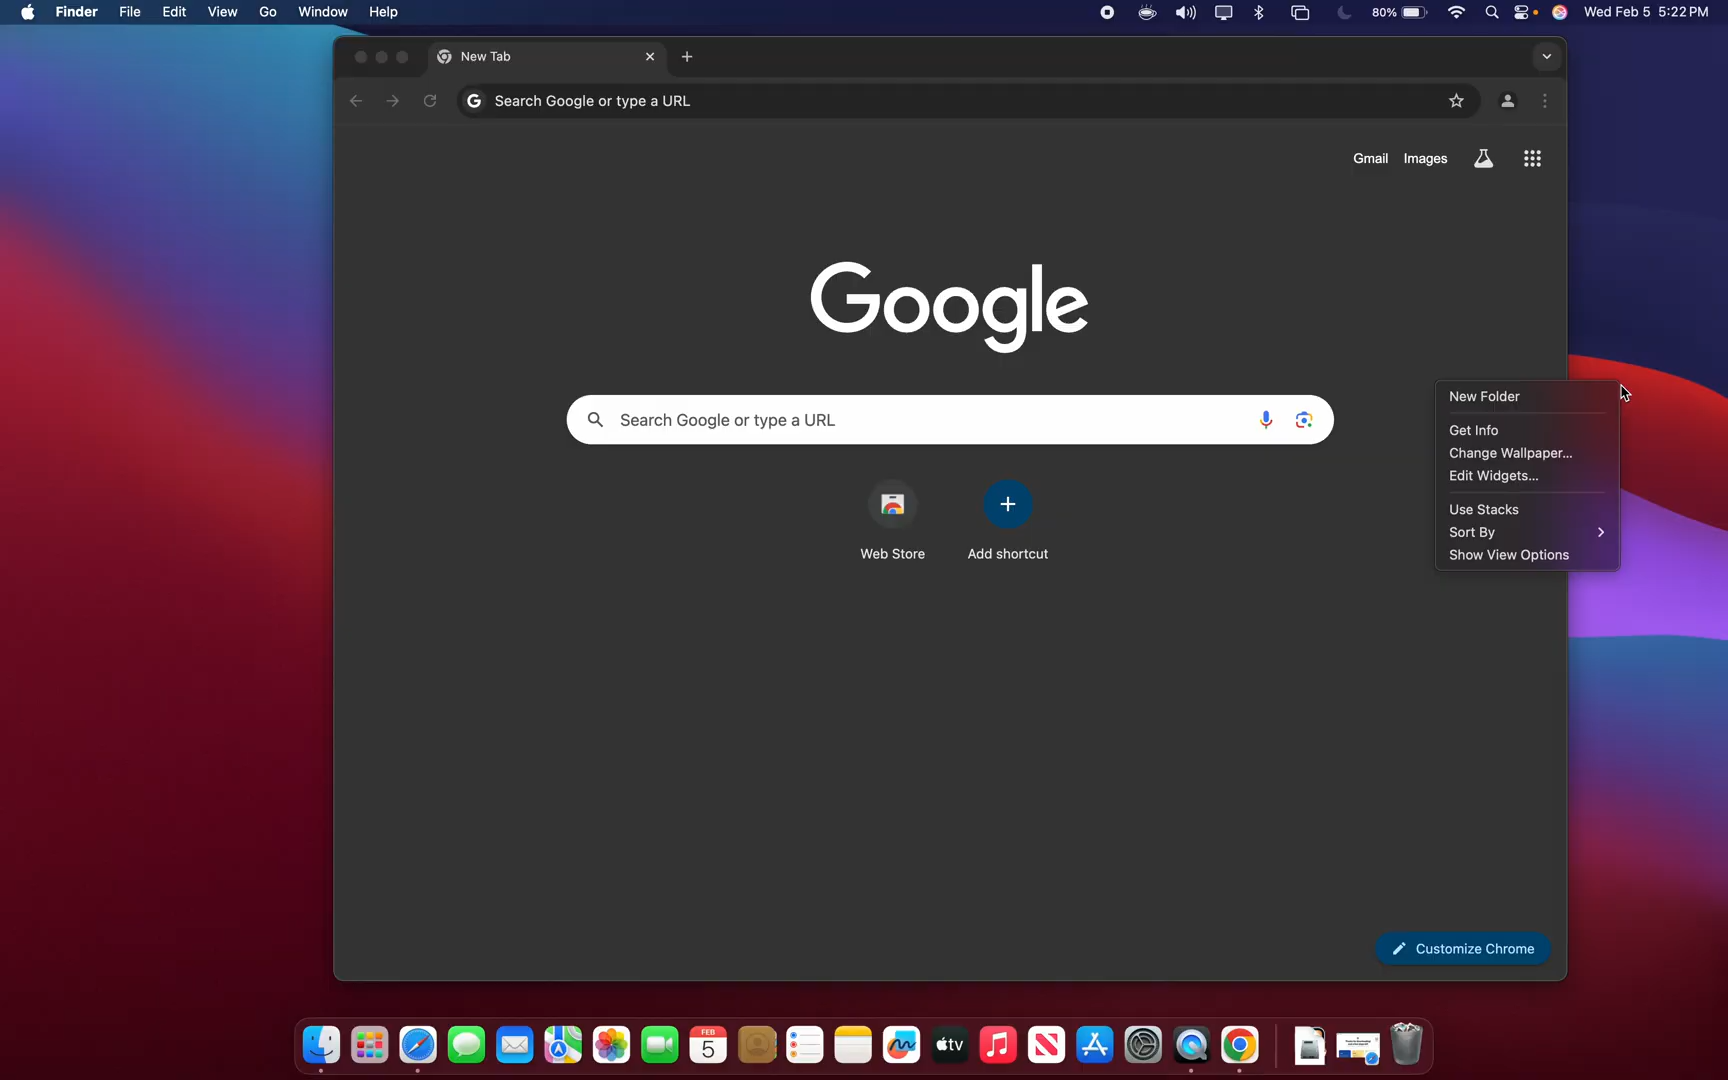 Finder File Edit View Go Window Help 80% Wed Feb 5 5:22 PM
New Tab
Search Google or type a URL
Gmail Images
Google
Search Google or type a URL
Web Store Add shortcut
New Folder
Get Info
Change Wallpaper...
Edit Widgets...
Use Stacks
Sort By
Show View Options
Customize Chrome
FEB
5
tv